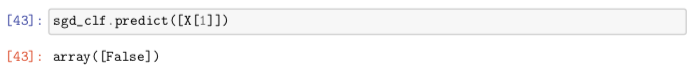 [43]: sgd_clf.predict([X[1]])
[43]: array([False])